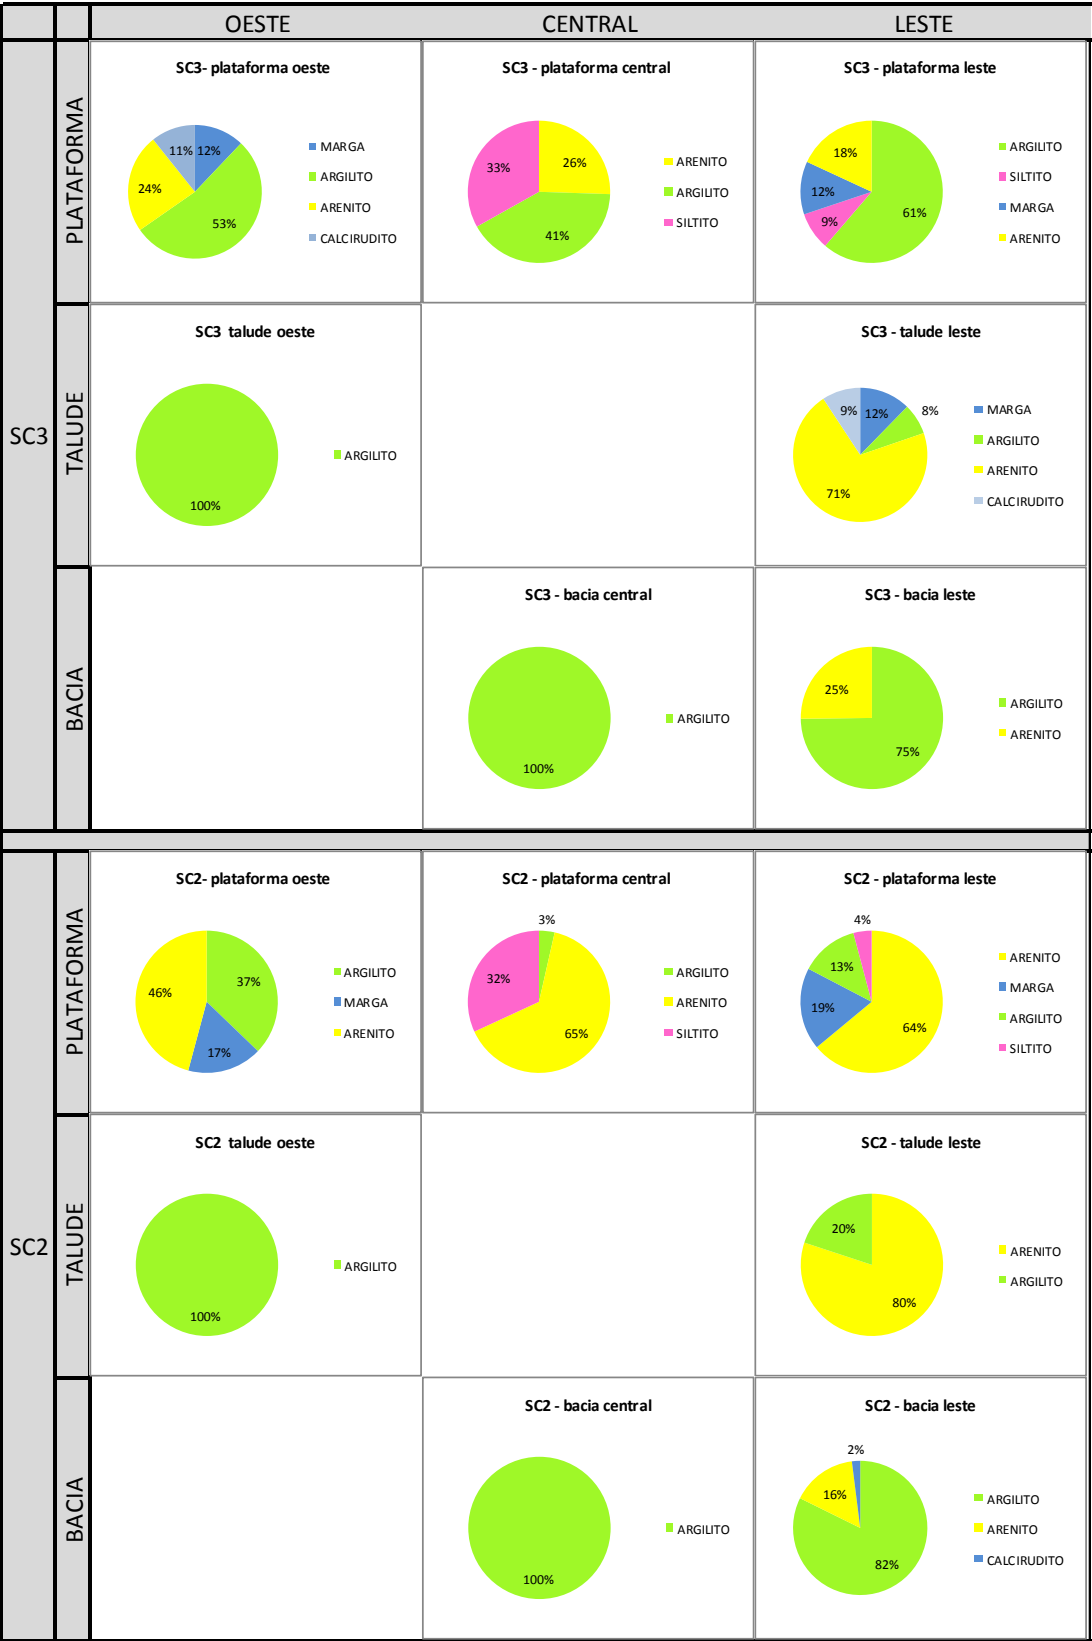 OESTE CENTRAL LESTE
SC3
PLATAFORMA
SC3- plataforma oeste
11% 12%
24%
53%
MARGA
ARGILITO
ARENITO
CALCIRUDITO
SC3 - plataforma central
33% 26%
41%
ARENITO
ARGILITO
SILTITO
SC3 - plataforma leste
18%
12%
9%
61%
ARGILITO
SILTITO
MARGA
ARENITO
TALUDE
SC3 talude oeste
100%
ARGILITO
SC3 - talude leste
9% 12% 8%
71%
MARGA
ARGILITO
ARENITO
CALCIRUDITO
BACIA
SC3 - bacia central
100%
ARGILITO
SC3 - bacia leste
25%
75%
ARGILITO
ARENITO
SC2
PLATAFORMA
SC2- plataforma oeste
46% 37%
17%
ARGILITO
MARGA
ARENITO
SC2 - plataforma central
3%
32%
65%
ARGILITO
ARENITO
SILTITO
SC2 - plataforma leste
4%
13%
19%
64%
ARENITO
MARGA
ARGILITO
SILTITO
TALUDE
SC2 talude oeste
100%
ARGILITO
SC2 - talude leste
20%
80%
ARENITO
ARGILITO
BACIA
SC2 - bacia central
100%
ARGILITO
SC2 - bacia leste
2%
16%
82%
ARGILITO
ARENITO
CALCIRUDITO